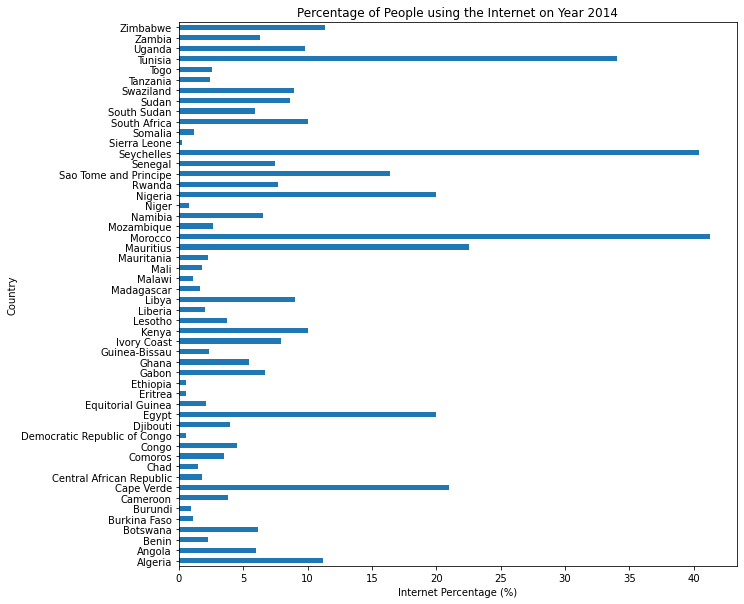 Percentage of People using the Internet on Year 2014
Zimbabwe
Zambia
Uganda
Tunisia
Togo
Tanzania
Swaziland
Sudan
South Sudan
South Africa
Somalia
Sierra Leone
Seychelles
Senegal
Sao Tome and Principe
Rwanda
Nigeria
Niger
Namibia
Mozambique
Morocco
Mauritius
Mauritania
Mali
Malawi
Madagascar
Libya
Liberia
Lesotho
Kenya
Ivory Coast
Guinea-Bissau
Ghana
Gabon
Ethiopia
Eritrea
Equitorial Guinea
Egypt
Djibouti
Democratic Republic of Congo
Congo
Comoros
Chad
Central African Republic
Cape Verde
Cameroon
Burundi
Burkina Faso
Botswana
Benin
Angola
Algeria
Country
0 5 10 15 20 25 30 35 40
Internet Percentage (%)